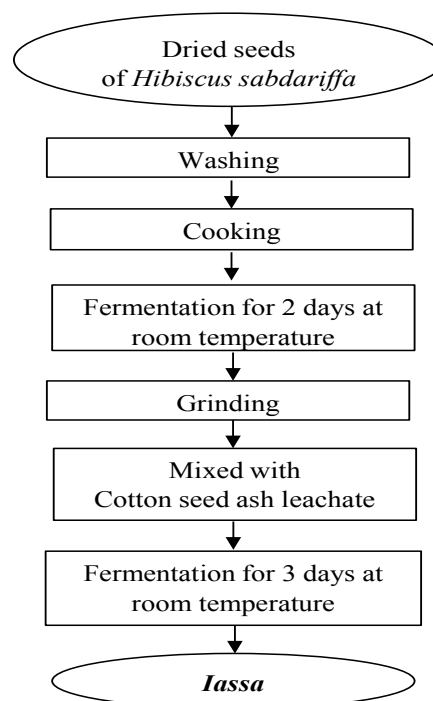 Dried seeds
of Hibiscus sabdariffa
Washing
Cooking
Fermentation for 2 days at
room temperature
Grinding
Mixed with
Cotton seed ash leachate
Fermentation for 3 days at
room temperature
Iassa